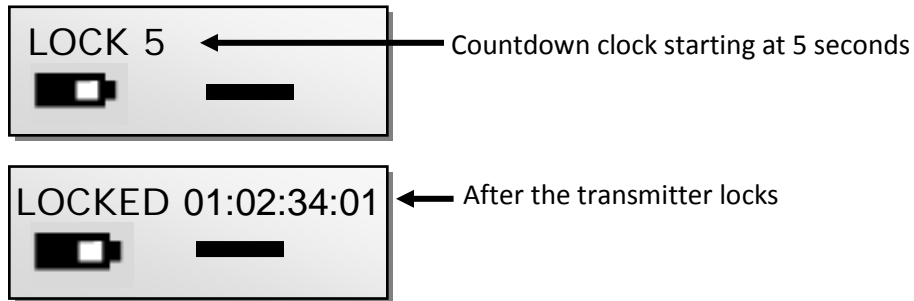 LOCK 5
Countdown clock starting at 5 seconds
LOCKED 01:02:34:01
After the transmitter locks